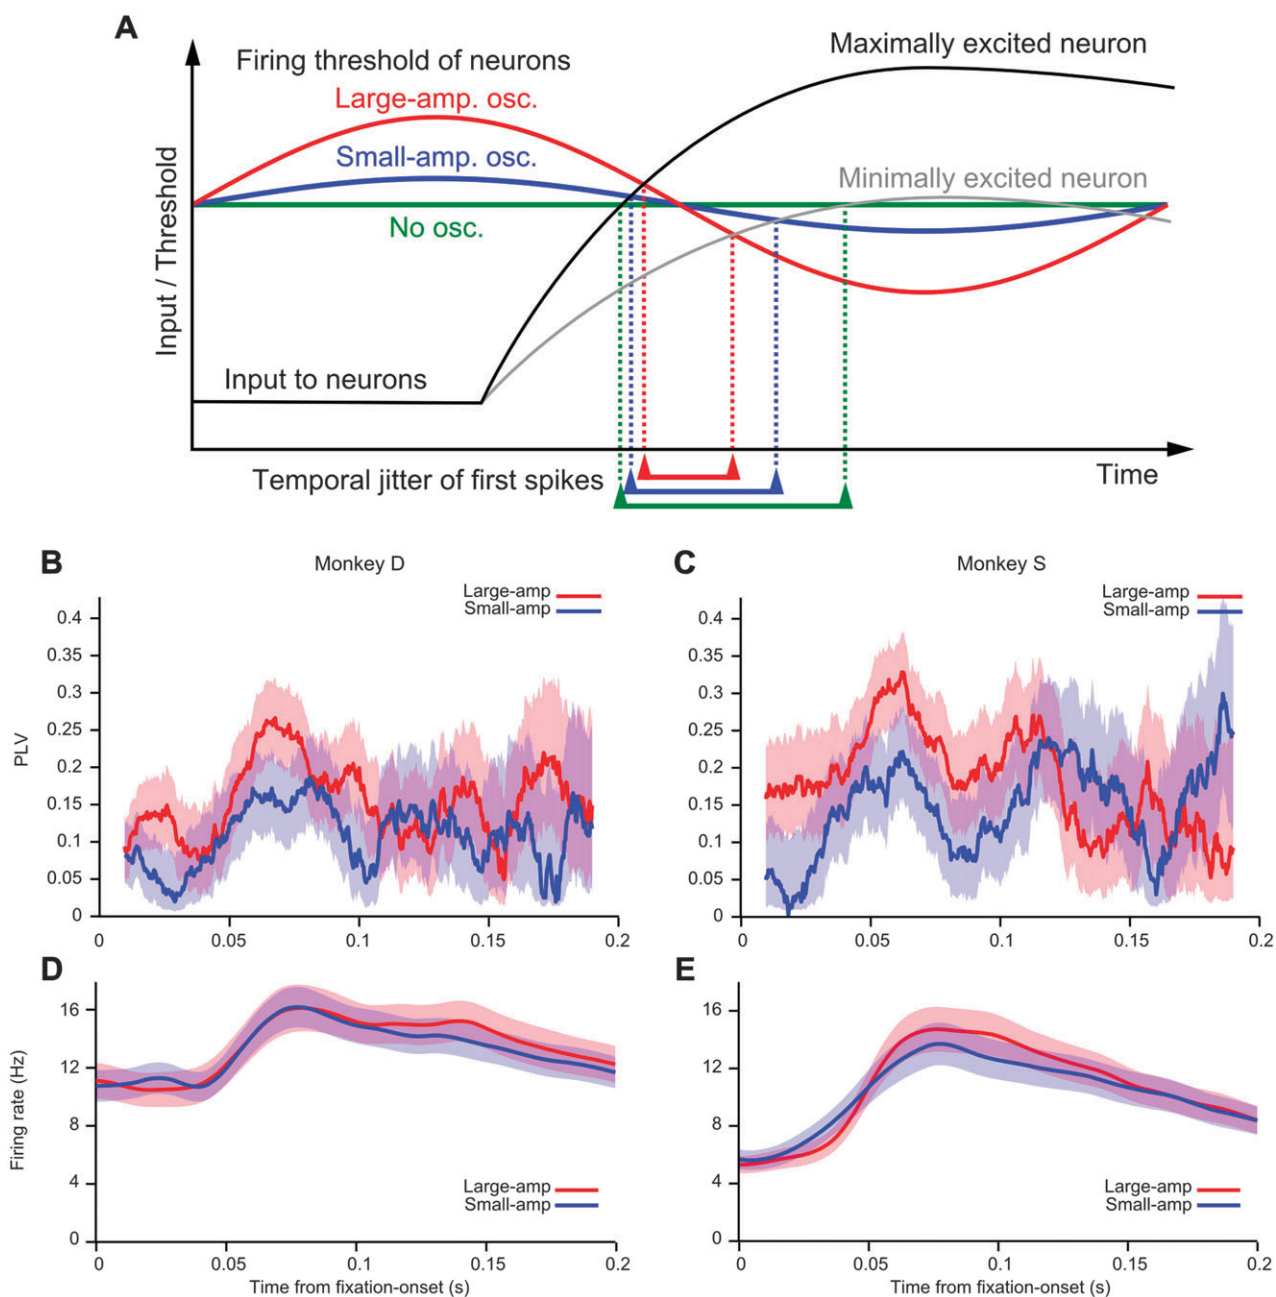 A
Firing threshold of neurons
Maximally excited neuron
Large-amp. osc.
Small-amp. osc.
Minimally excited neuron
No osc.
Input / Threshold
Input to neurons
Temporal jitter of first spikes
Time
B
Monkey D
Large-amp
Small-amp
PLV
0.4
0.35
0.3
0.25
0.2
0.15
0.1
0.05
0
0 0.05 0.1 0.15 0.2
C
Monkey S
Large-amp
Small-amp
0.4
0.35
0.3
0.25
0.2
0.15
0.1
0.05
0
0 0.05 0.1 0.15 0.2
D
Firing rate (Hz)
16
12
8
4
0
Large-amp
Small-amp
0 0.05 0.1 0.15 0.2
Time from fixation-onset (s)
E
16
12
8
4
0
Large-amp
Small-amp
0 0.05 0.1 0.15 0.2
Time from fixation-onset (s)